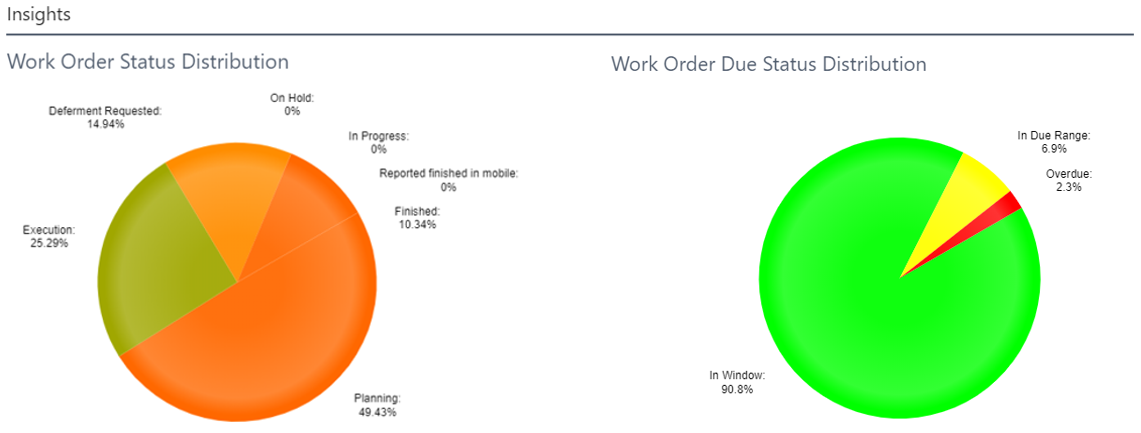 Insights
Work Order Status Distribution
On Hold:
0%
Deferment Requested:
14.94%
In Progress:
0%
Reported finished in mobile:
0%
Finished:
10.34%
Execution:
25.29%
Planning:
49.43%
Work Order Due Status Distribution
In Due Range:
6.9%
Overdue:
2.3%
In Window:
90.8%